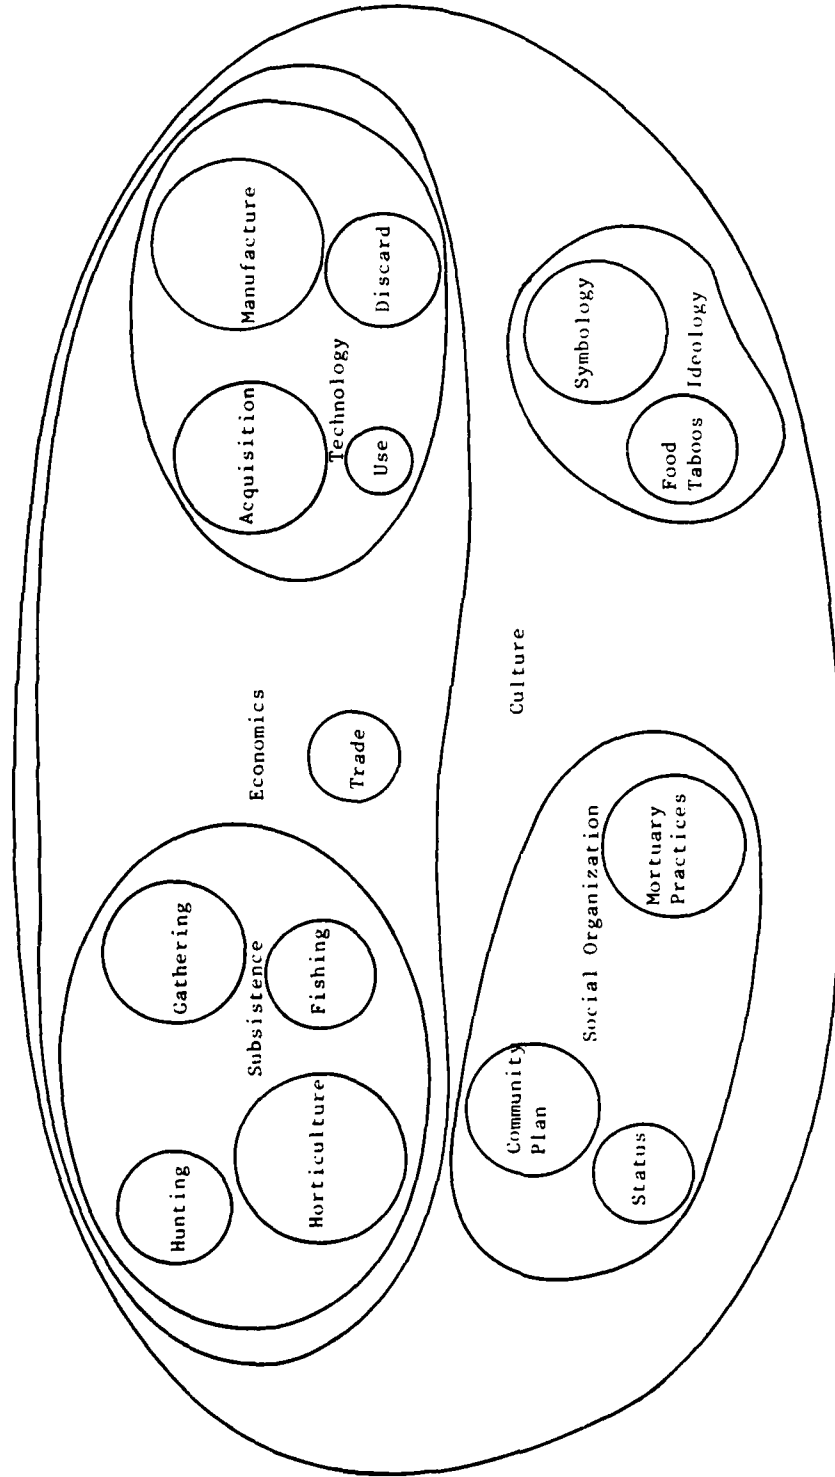 Hunting
Gathering
Subsistence
Horticulture
Fishing
Economics
Trade
Acquisition
Manufacture
Technology
Use
Discard
Culture
Community
Plan
Status
Social Organization
Mortuary
Practices
Symbology
Food
Taboos
Ideology